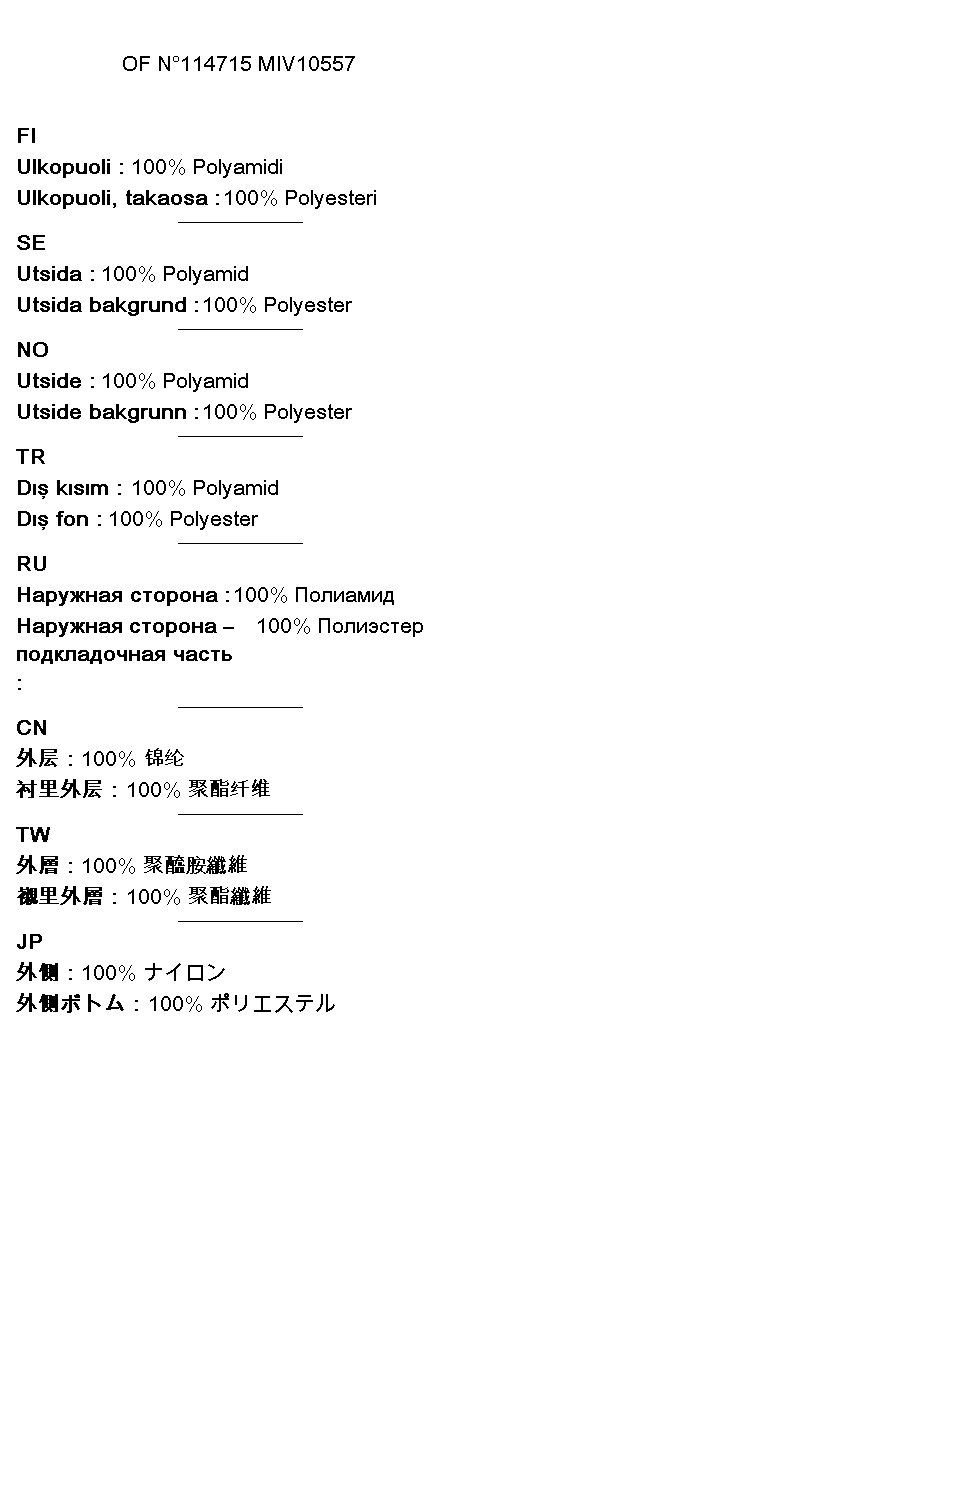 OF N°114715 MIV10557
FI
Ulkopuoli : 100% Polyamidi
Ulkopuoli, takaosa : 100% Polyesteri
SE
Utsida : 100% Polyamid
Utsida bakgrund : 100% Polyester
NO
Utside : 100% Polyamid
Utside bakgrunn : 100% Polyester
TR
Dış kısım : 100% Polyamid
Dış fon : 100% Polyester
RU
Наружная сторона : 100% Полиамид
Наружная сторона – 100% Полиэстер
подкладочная часть
:
CN
外层 : 100% 锦纶
衬里外层 : 100% 聚酯纤维
TW
外層 : 100% 聚醯胺纖維
襯里外層 : 100% 聚酯纖維
JP
外側 : 100% ナイロン
外側ボトム : 100% ポリエステル